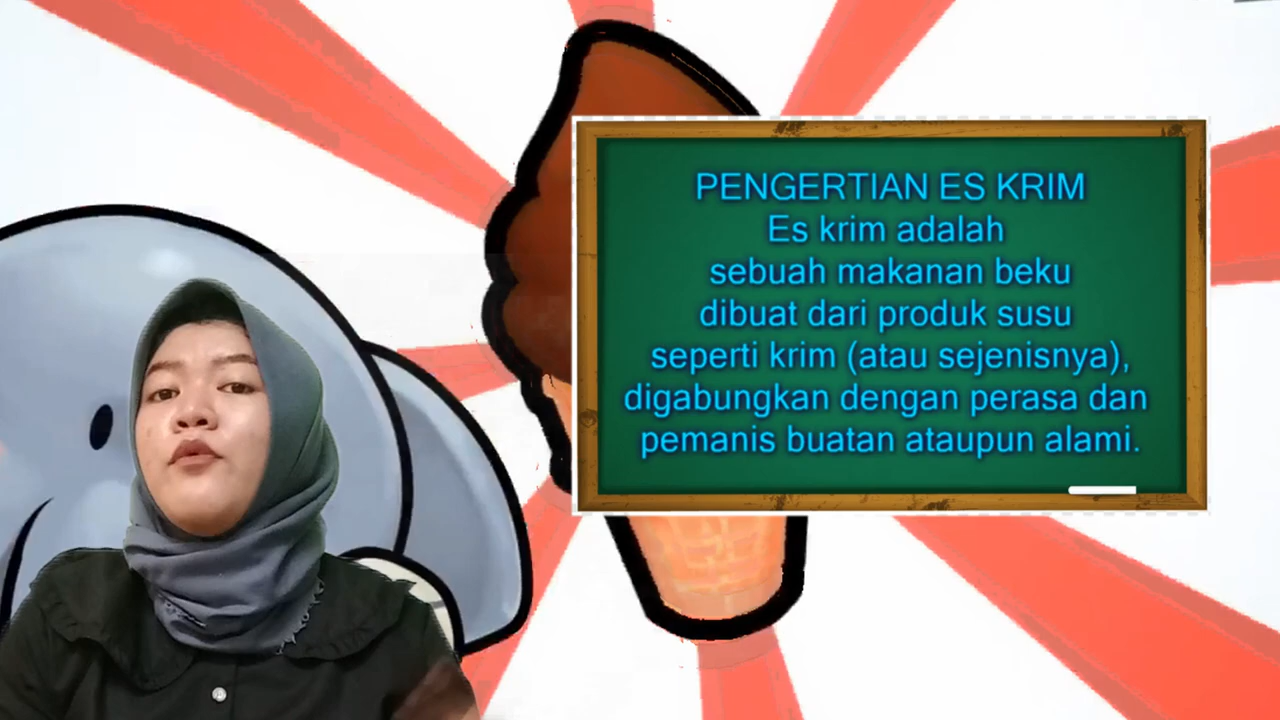 PENGERTIAN ES KRIM
Es krim adalah
sebuah makanan beku
dibuat dari produk susu
seperti krim (atau sejenisnya),
digabungkan dengan perasa dan
pemanis buatan ataupun alami.